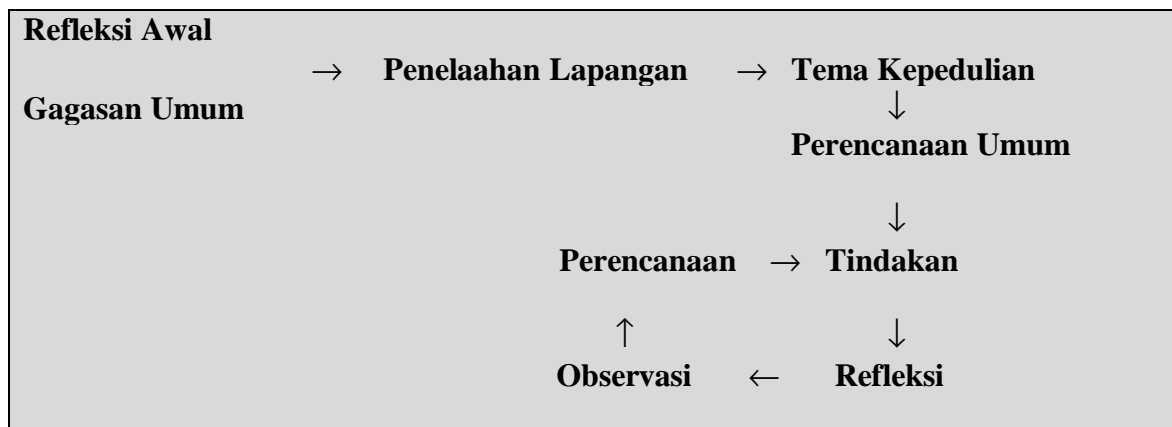 Refleksi Awal
→ Penelaahan Lapangan → Tema Kepedulian
Gagasan Umum ↓
Perencanaan Umum
↓
Perencanaan → Tindakan
↑ ↓
Observasi ← Refleksi